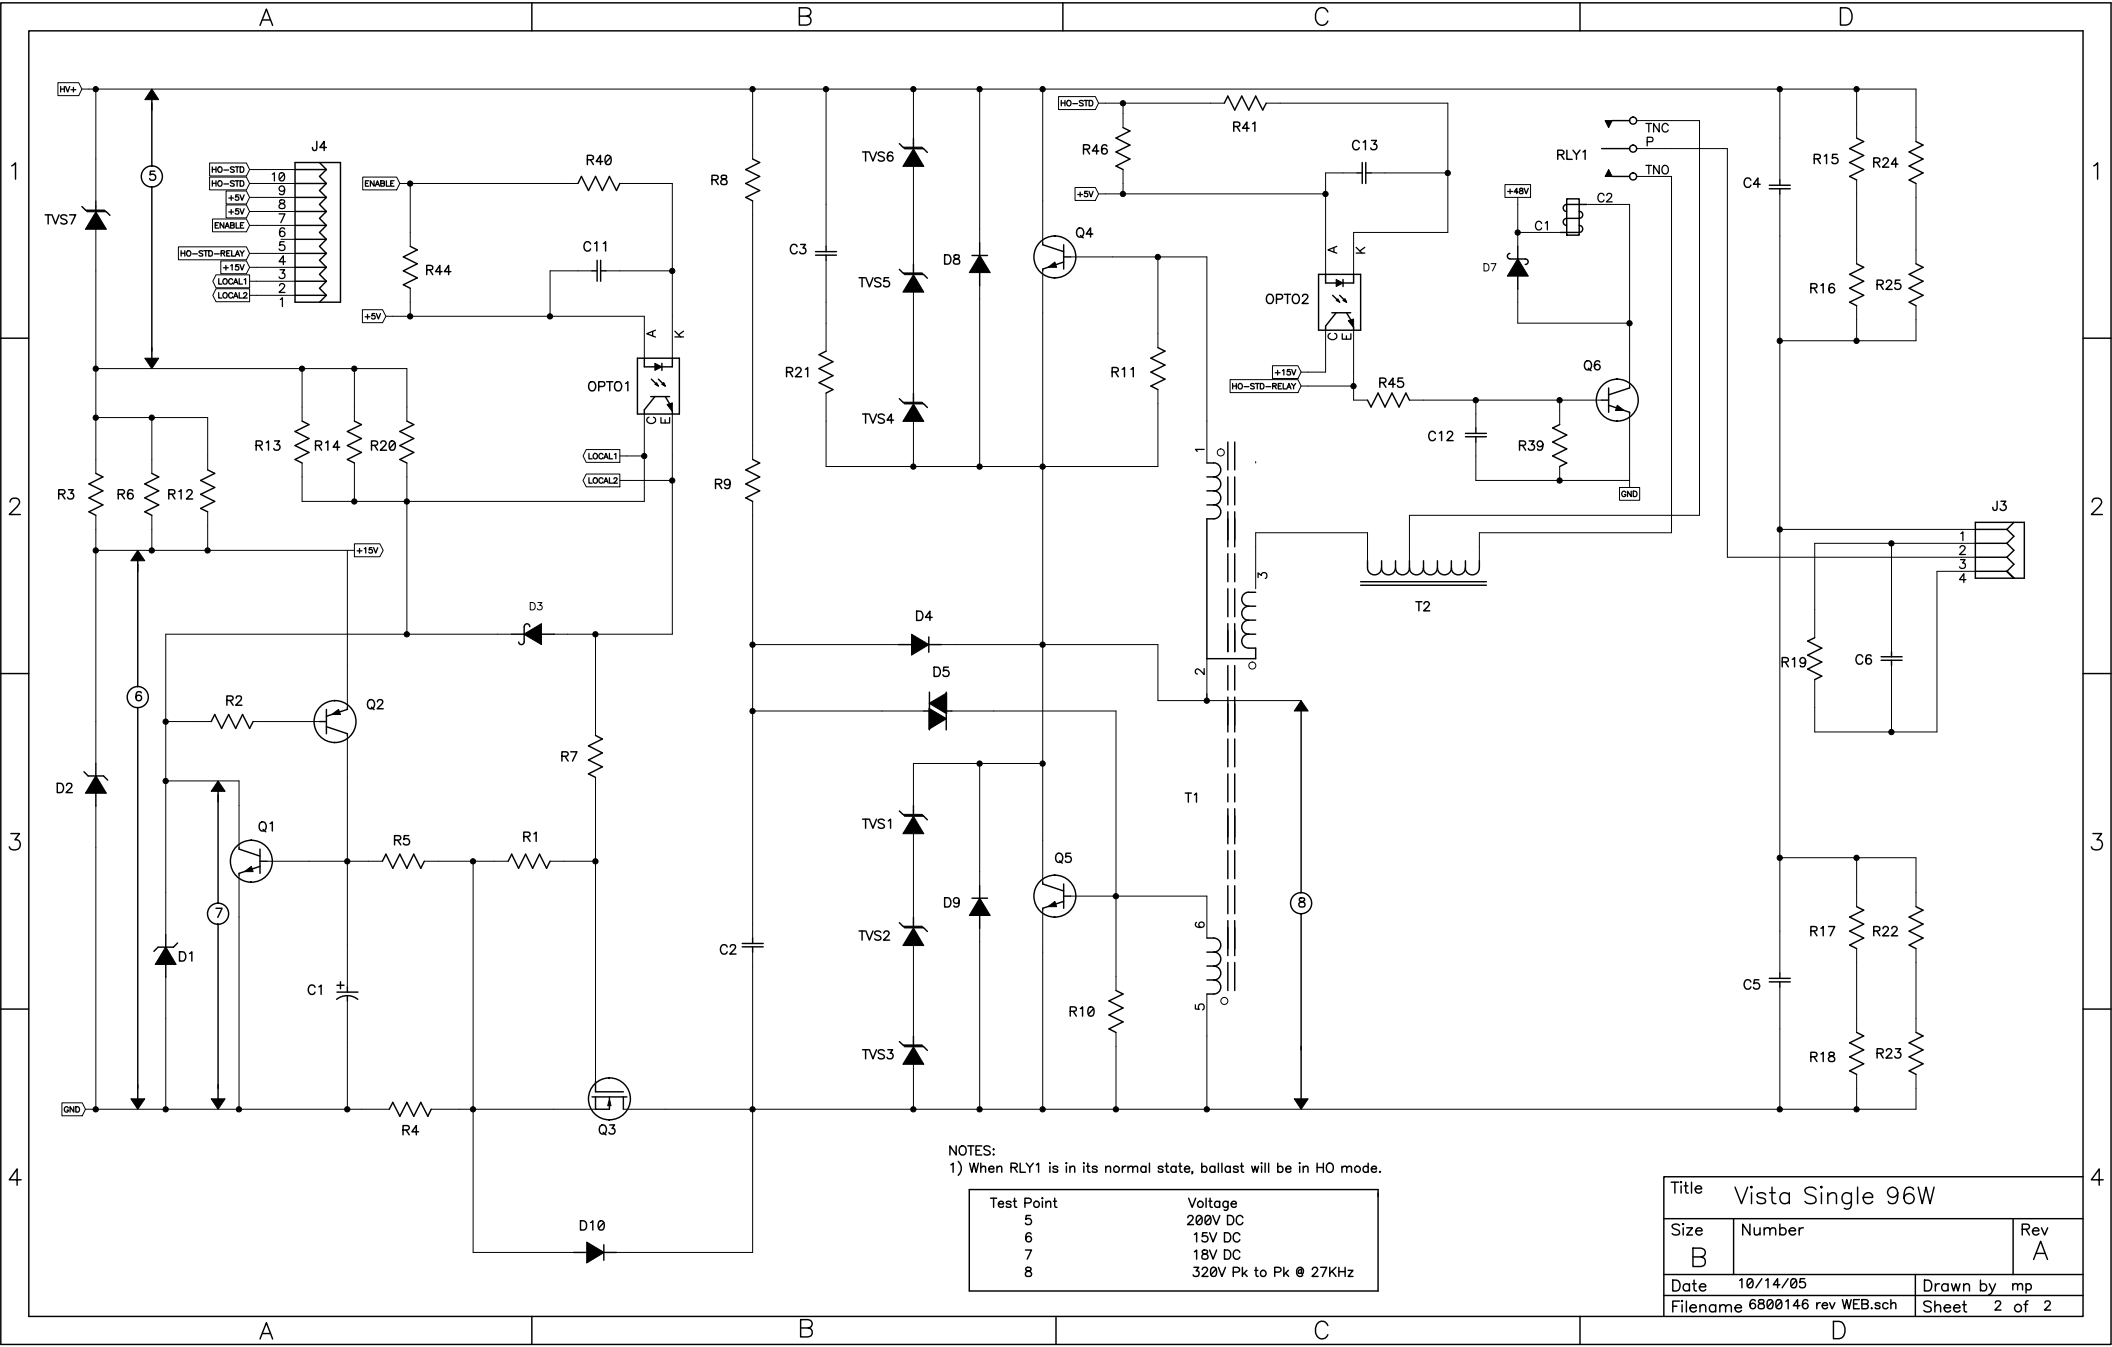 A B C D
HV+
HO-STD
R41
TNC
P
J4
R46
C13
RLY1
1
5
HO-STD 10
HO-STD 9
+5V 8
+5V 7
ENABLE 6
5
HO-STD-RELAY 4
+15V 3
LOCAL1 2
LOCAL2 1
ENABLE
R40
R8
TVS6
TNO
C4
R15
R24
1
+5V
+48V
C2
C1
TVS7
R44
C11
C3
TVS5
D8
Q4
A K
D7
R16
R25
+5V
OPTO2
A K
C E
OPTO1
R21
R11
+15V
HO-STD-RELAY
R45
Q6
C E
TVS4
C12
R39
R13
R14
R20
LOCAL1
LOCAL2
1
R3
R6
R12
R9
GND
2
2
J3
1
2
3
4
+15V
3
T2
D3
D4
2
R19
C6
D5
6
R2
Q2
R7
D2
T1
Q1
R5
R1
TVS1
Q5
3
3
7
D9
8
6
R17
R22
TVS2
C2
D1
C1
+
R10
5
C5
TVS3
R18
R23
GND
R4
Q3
NOTES:
1) When RLY1 is in its normal state, ballast will be in HO mode.
4
4
Test Point Voltage
5 200V DC
6 15V DC
7 18V DC
8 320V Pk to Pk @ 27KHz
D10
Title Vista Single 96W
Size B
Number
Rev A
Date 10/14/05
Drawn by mp
Filename 6800146 rev WEB.sch
Sheet 2 of 2
A B C D